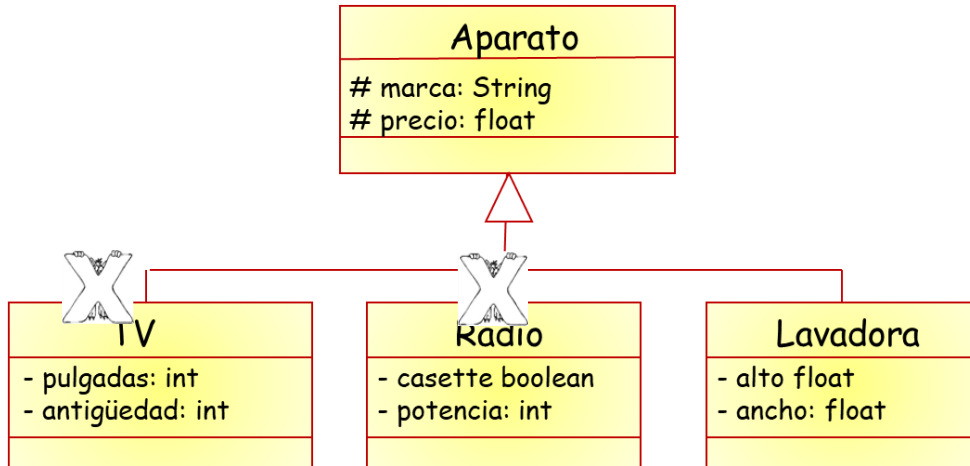 Aparato
# marca: String
# precio: float
X
X
TV
- pulgadas: int
- antigüedad: int
Radio
- casette boolean
- potencia: int
Lavadora
- alto float
- ancho: float